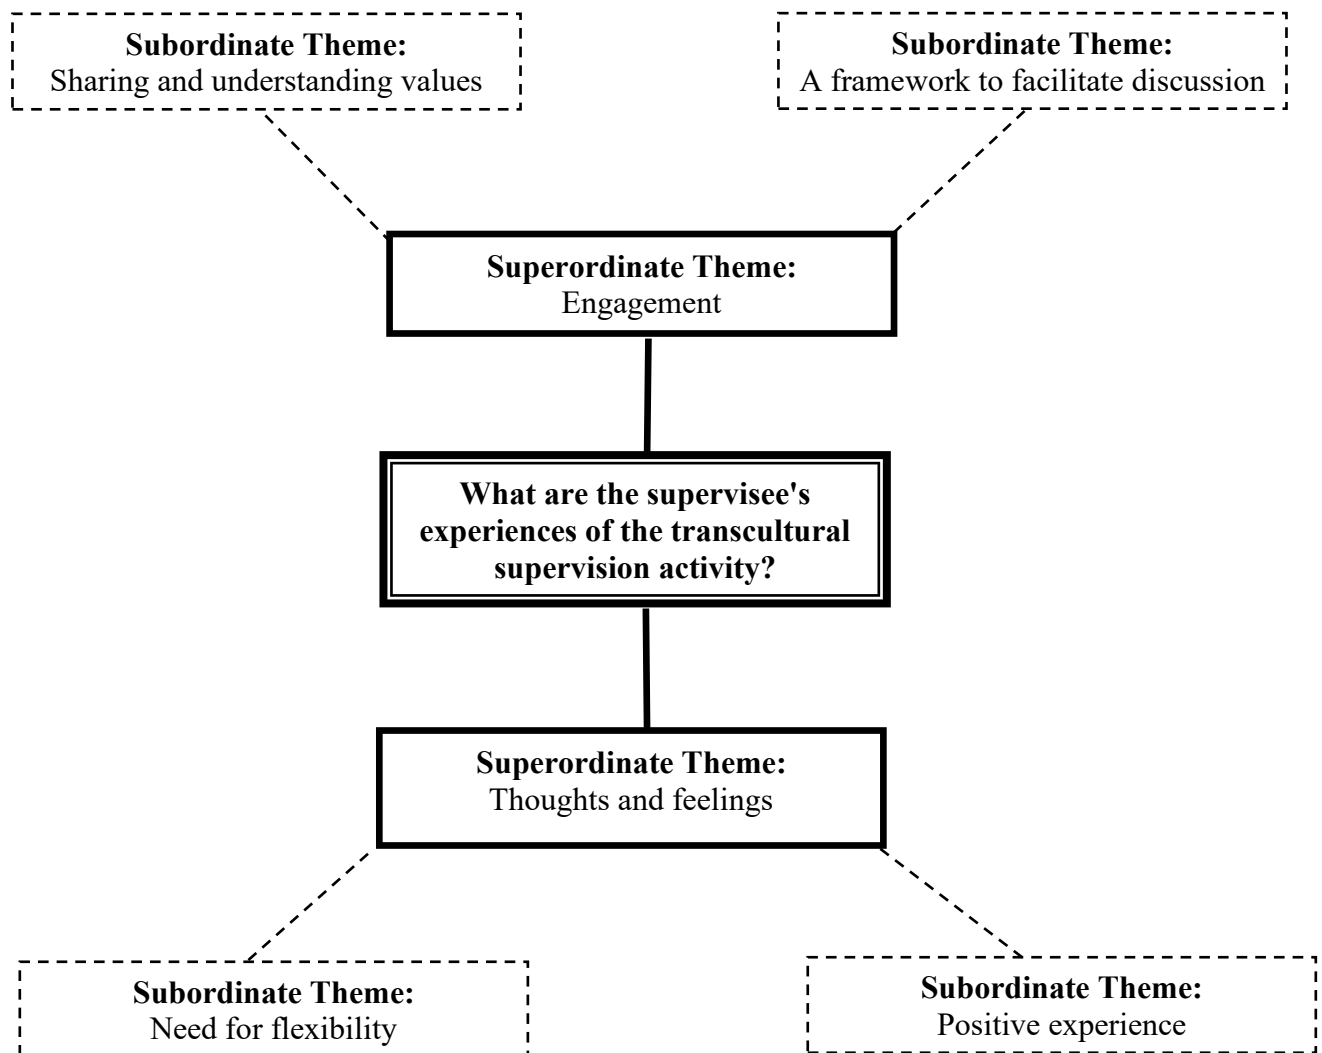 Subordinate Theme:
Sharing and understanding values
Subordinate Theme:
A framework to facilitate discussion
Superordinate Theme:
Engagement
What are the supervisee's
experiences of the transcultural
supervision activity?
Superordinate Theme:
Thoughts and feelings
Subordinate Theme:
Need for flexibility
Subordinate Theme:
Positive experience